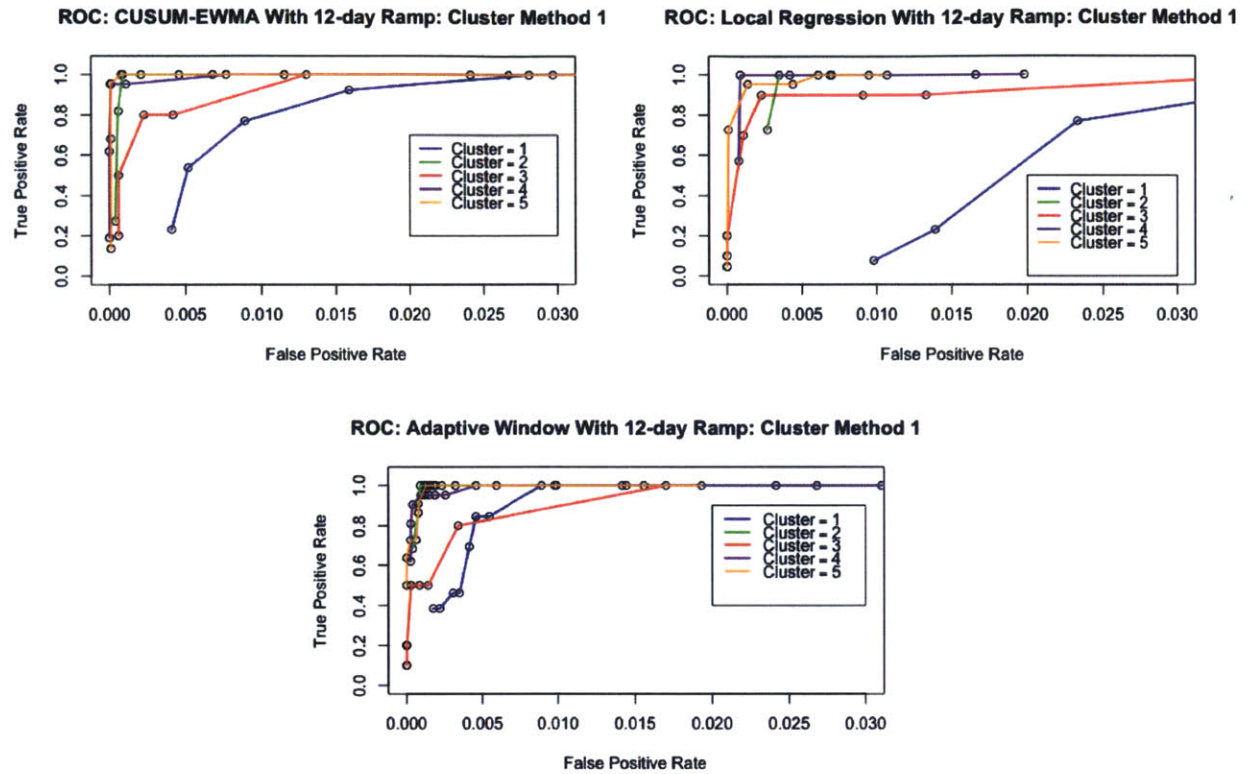 ROC: CUSUM-EWMA With 12-day Ramp: Cluster Method 1
True Positive Rate
1.0
0.8
0.6
0.4
0.2
0.0
Cluster = 1
Cluster = 2
Cluster = 3
Cluster = 4
Cluster = 5
0.000 0.005 0.010 0.015 0.020 0.025 0.030
False Positive Rate
ROC: Local Regression With 12-day Ramp: Cluster Method 1
True Positive Rate
1.0
0.8
0.6
0.4
0.2
0.0
Cluster = 1
Cluster = 2
Cluster = 3
Cluster = 4
Cluster = 5
0.000 0.005 0.010 0.015 0.020 0.025 0.030
False Positive Rate
ROC: Adaptive Window With 12-day Ramp: Cluster Method 1
True Positive Rate
1.0
0.8
0.6
0.4
0.2
0.0
Cluster = 1
Cluster = 2
Cluster = 3
Cluster = 4
Cluster = 5
0.000 0.005 0.010 0.015 0.020 0.025 0.030
False Positive Rate